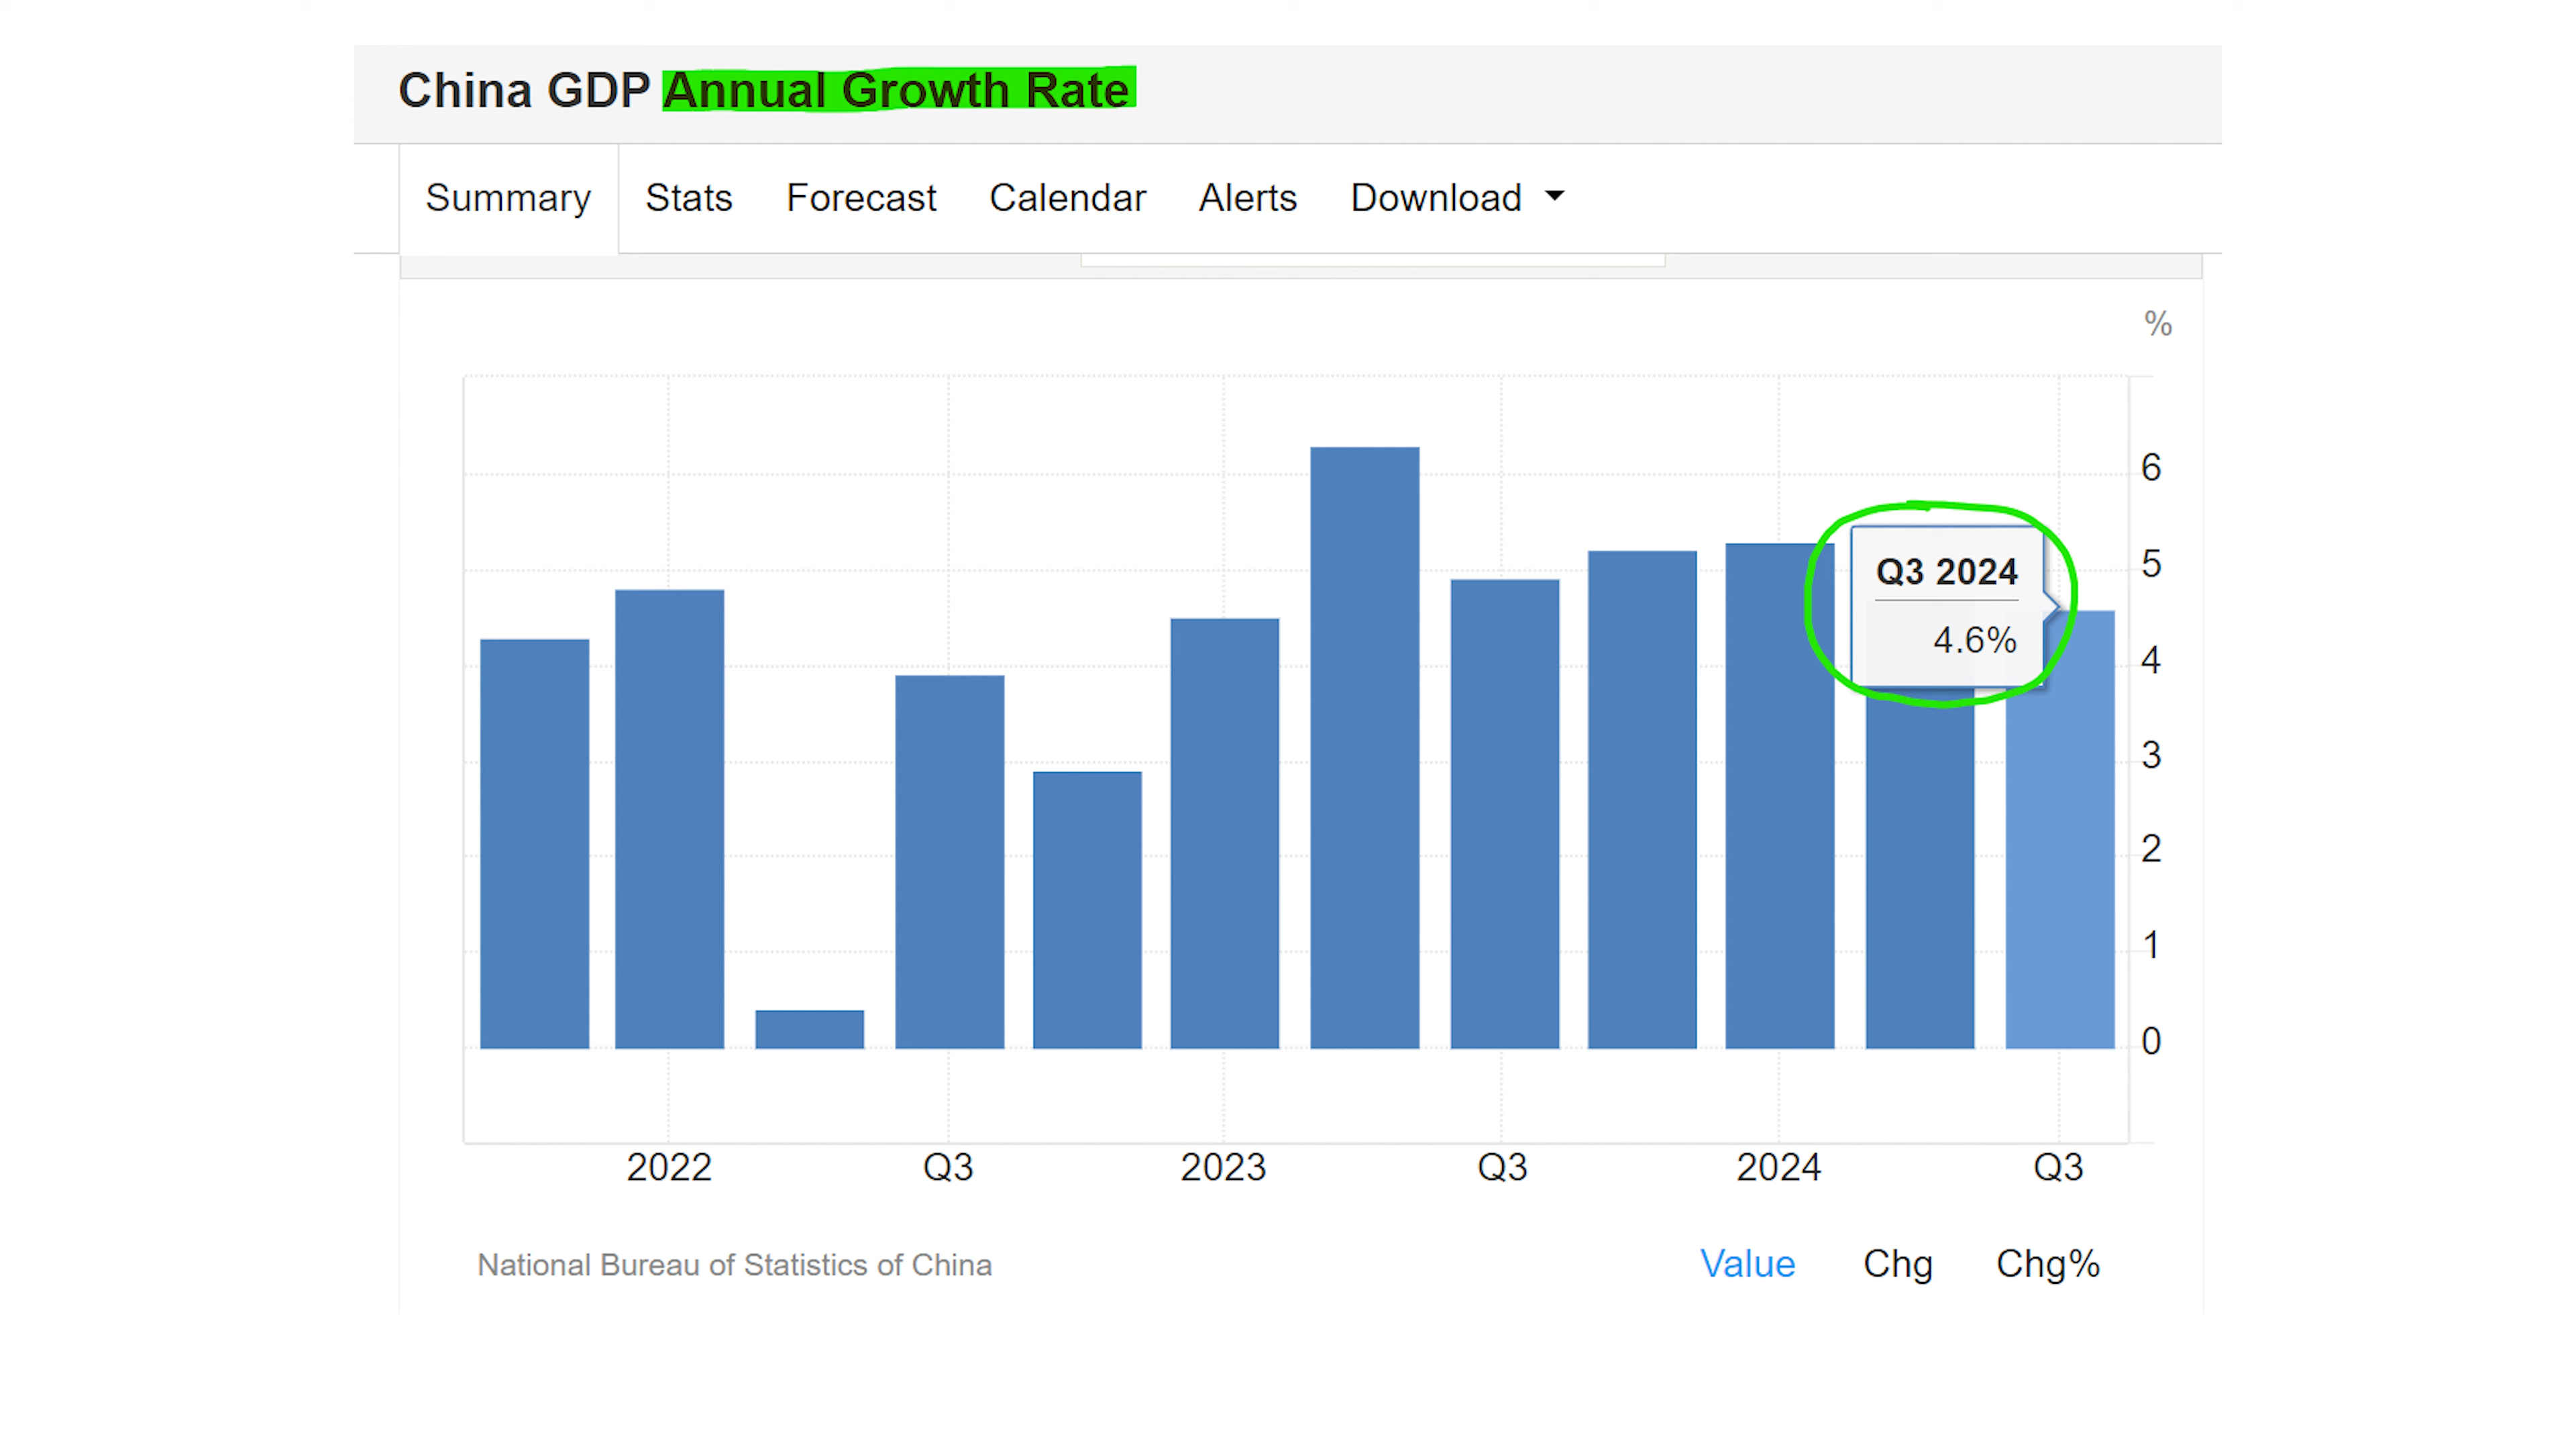 China GDP Annual Growth Rate
Summary Stats Forecast Calendar Alerts Download
%
6
5
4
3
2
1
0
Q3 2024
4.6%
2022 Q3 2023 Q3 2024 Q3
National Bureau of Statistics of China
Value Chg Chg%